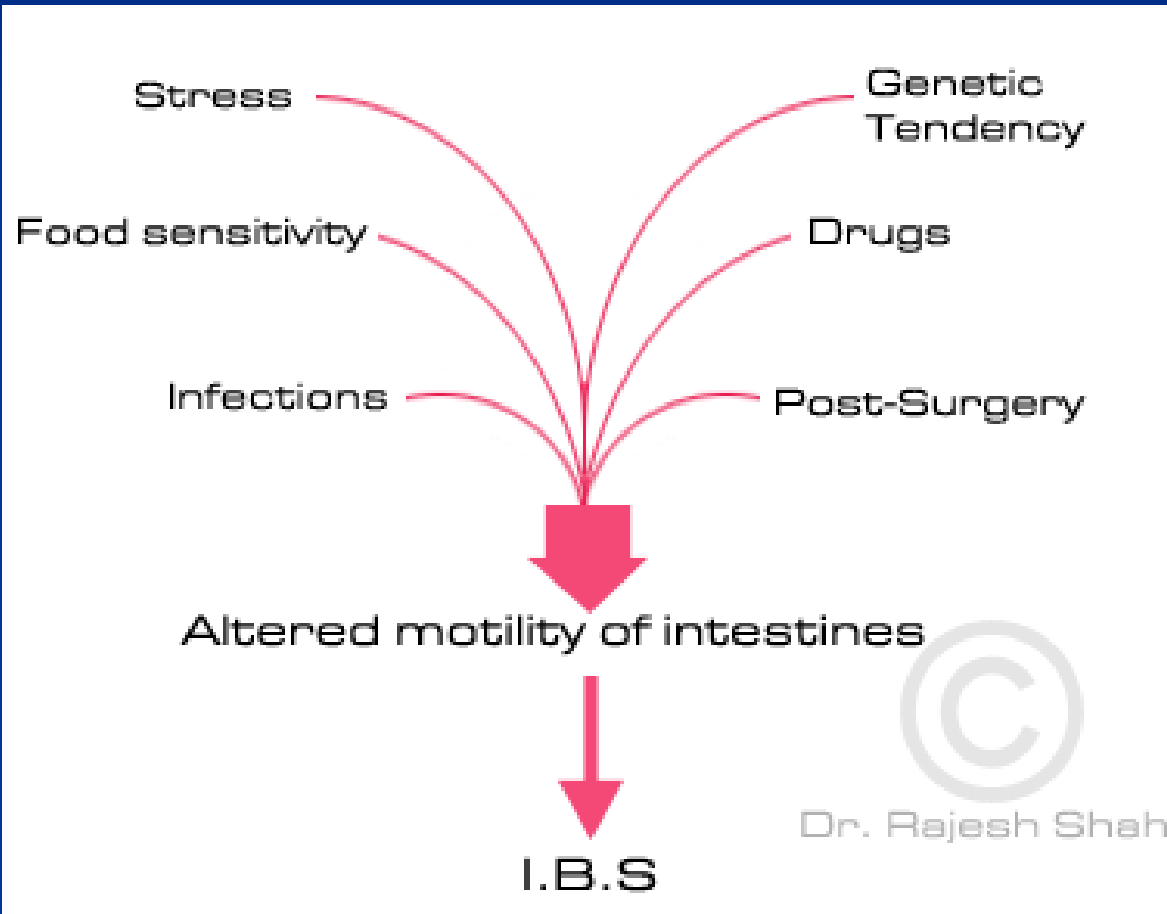 Stress
Genetic
Tendency
Food sensitivity
Drugs
Infections
Post-Surgery
Altered motility of intestines
©
Dr. Rajesh Shah
I.B.S